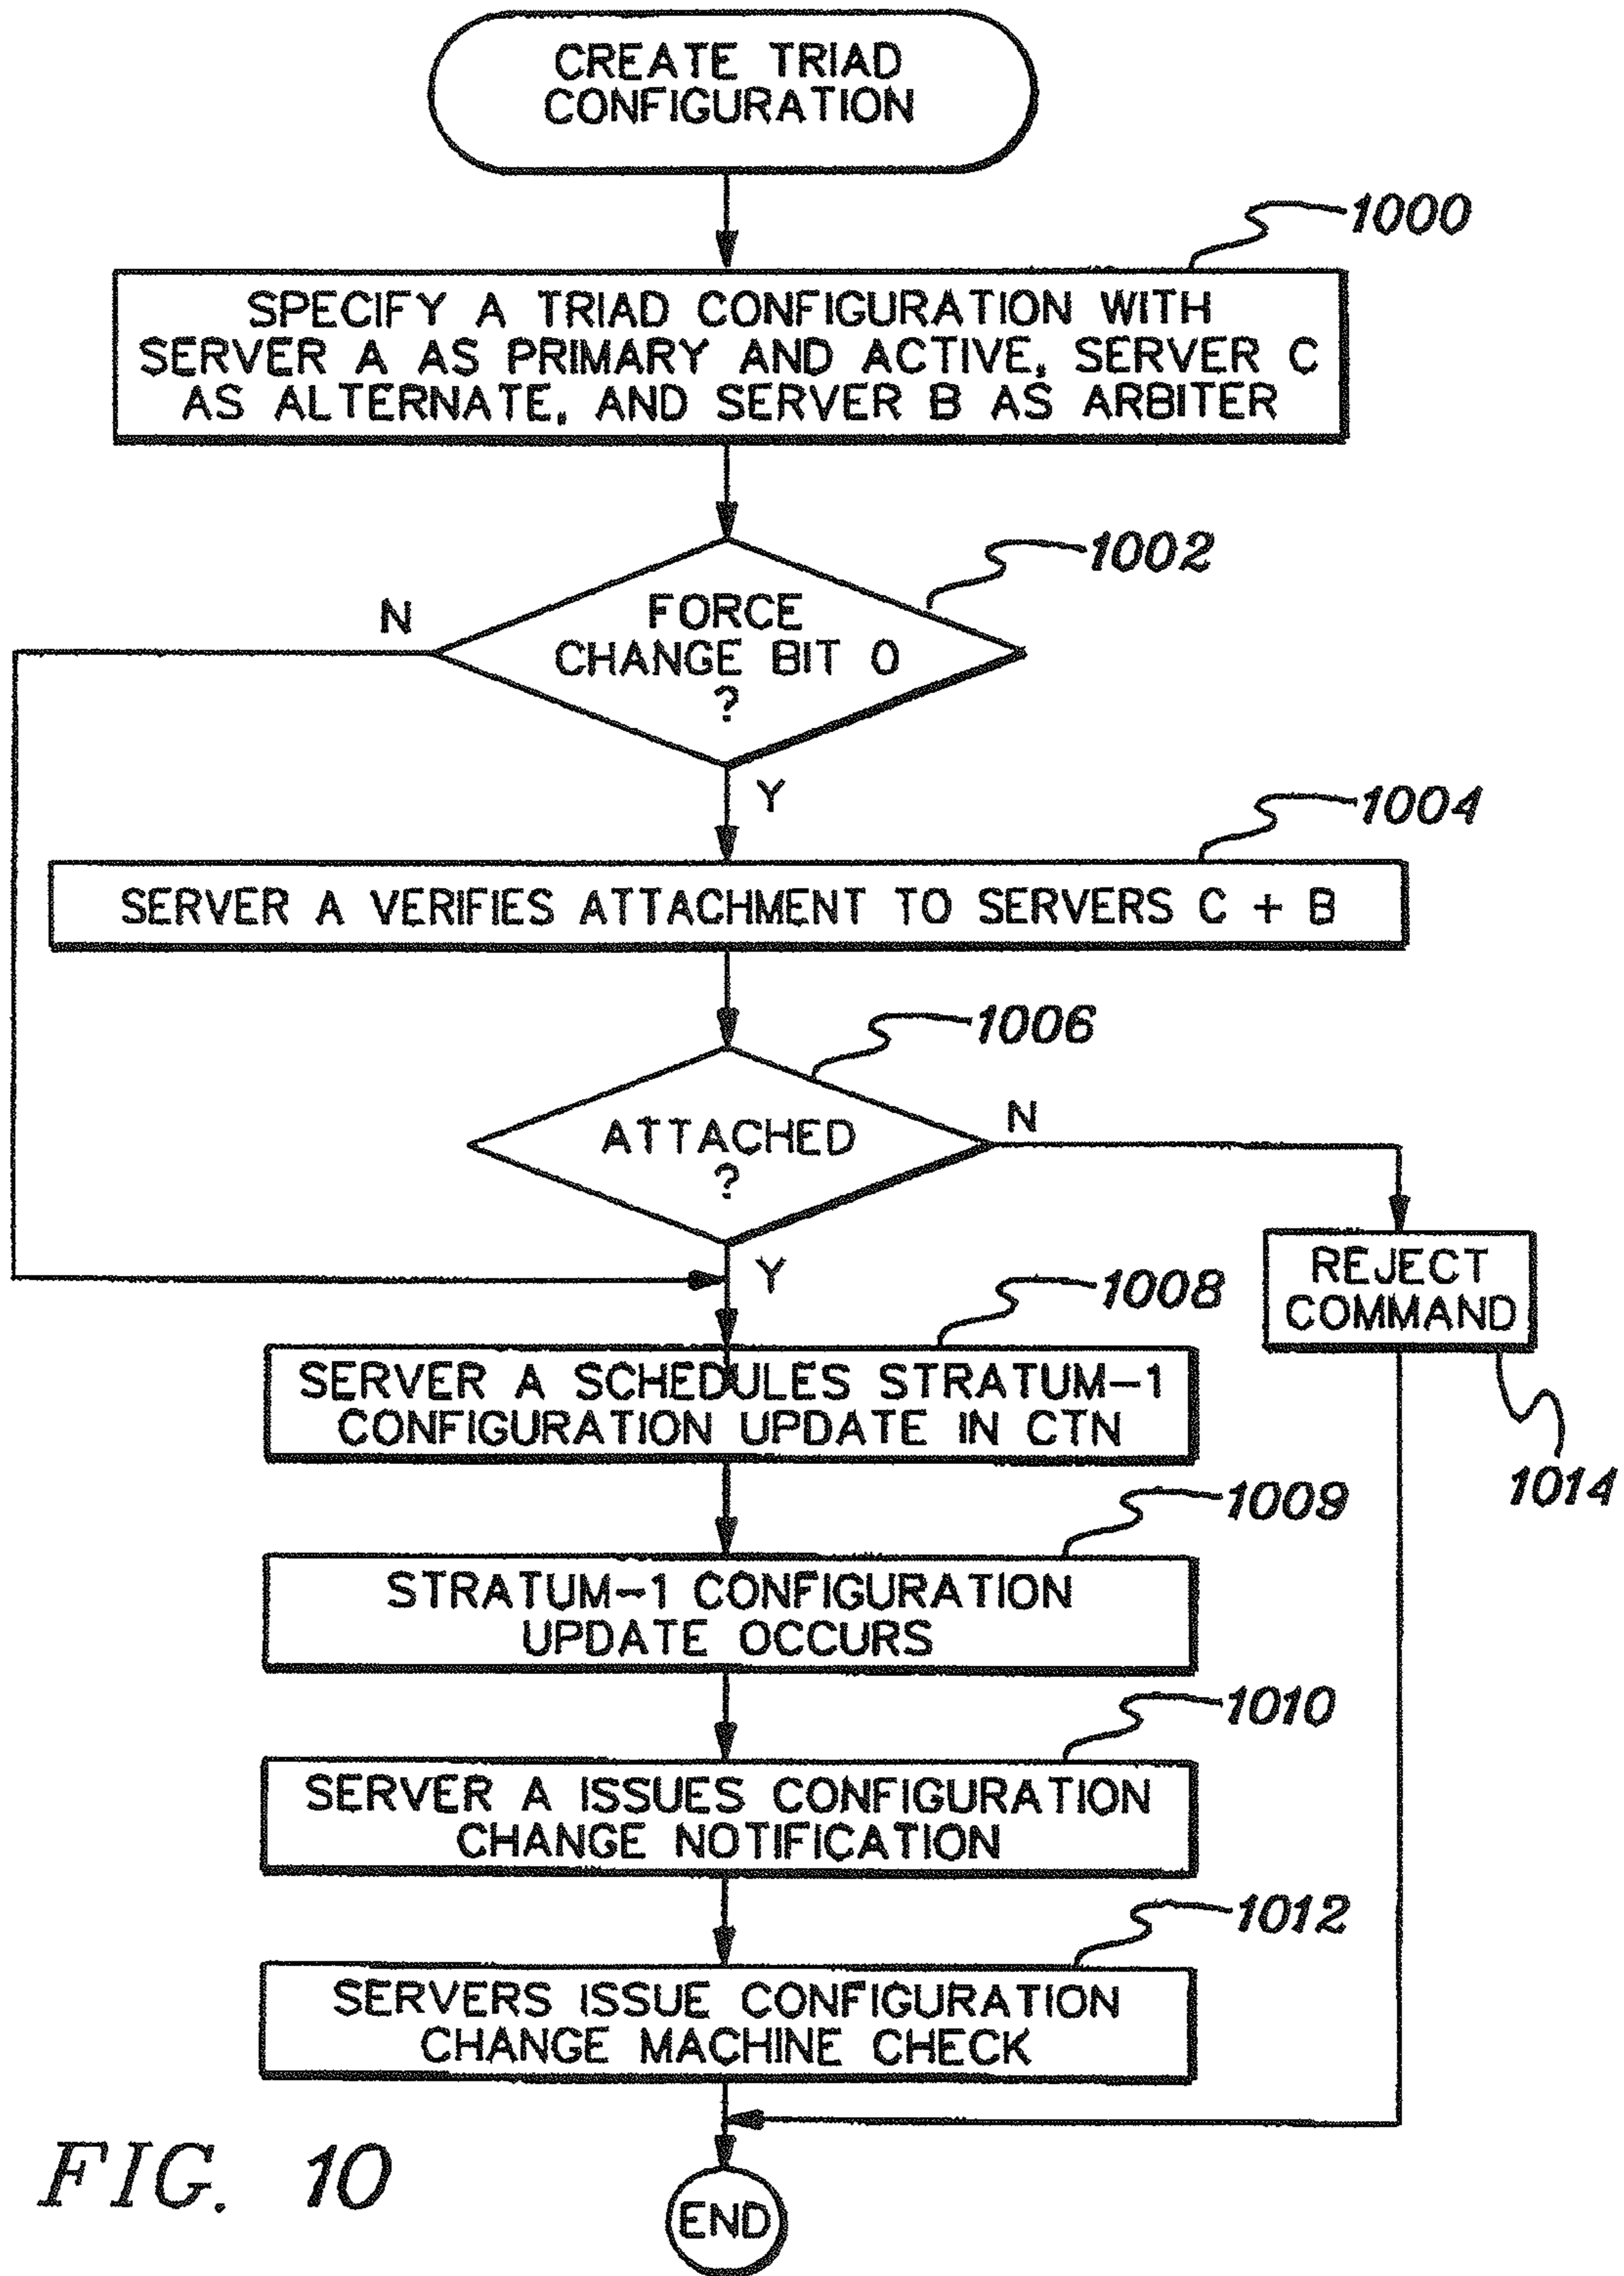 CREATE TRIAD
CONFIGURATION
1000
SPECIFY A TRIAD CONFIGURATION WITH
SERVER A AS PRIMARY AND ACTIVE, SERVER C
AS ALTERNATE, AND SERVER B AS ARBITER
1002
N
FORCE
CHANGE BIT 0
?
Y
1004
SERVER A VERIFIES ATTACHMENT TO SERVERS C + B
1006
ATTACHED
?
N
Y
REJECT
COMMAND
1014
1008
SERVER A SCHEDULES STRATUM-1
CONFIGURATION UPDATE IN CTN
1009
STRATUM-1 CONFIGURATION
UPDATE OCCURS
1010
SERVER A ISSUES CONFIGURATION
CHANGE NOTIFICATION
1012
SERVERS ISSUE CONFIGURATION
CHANGE MACHINE CHECK
END
FIG. 10